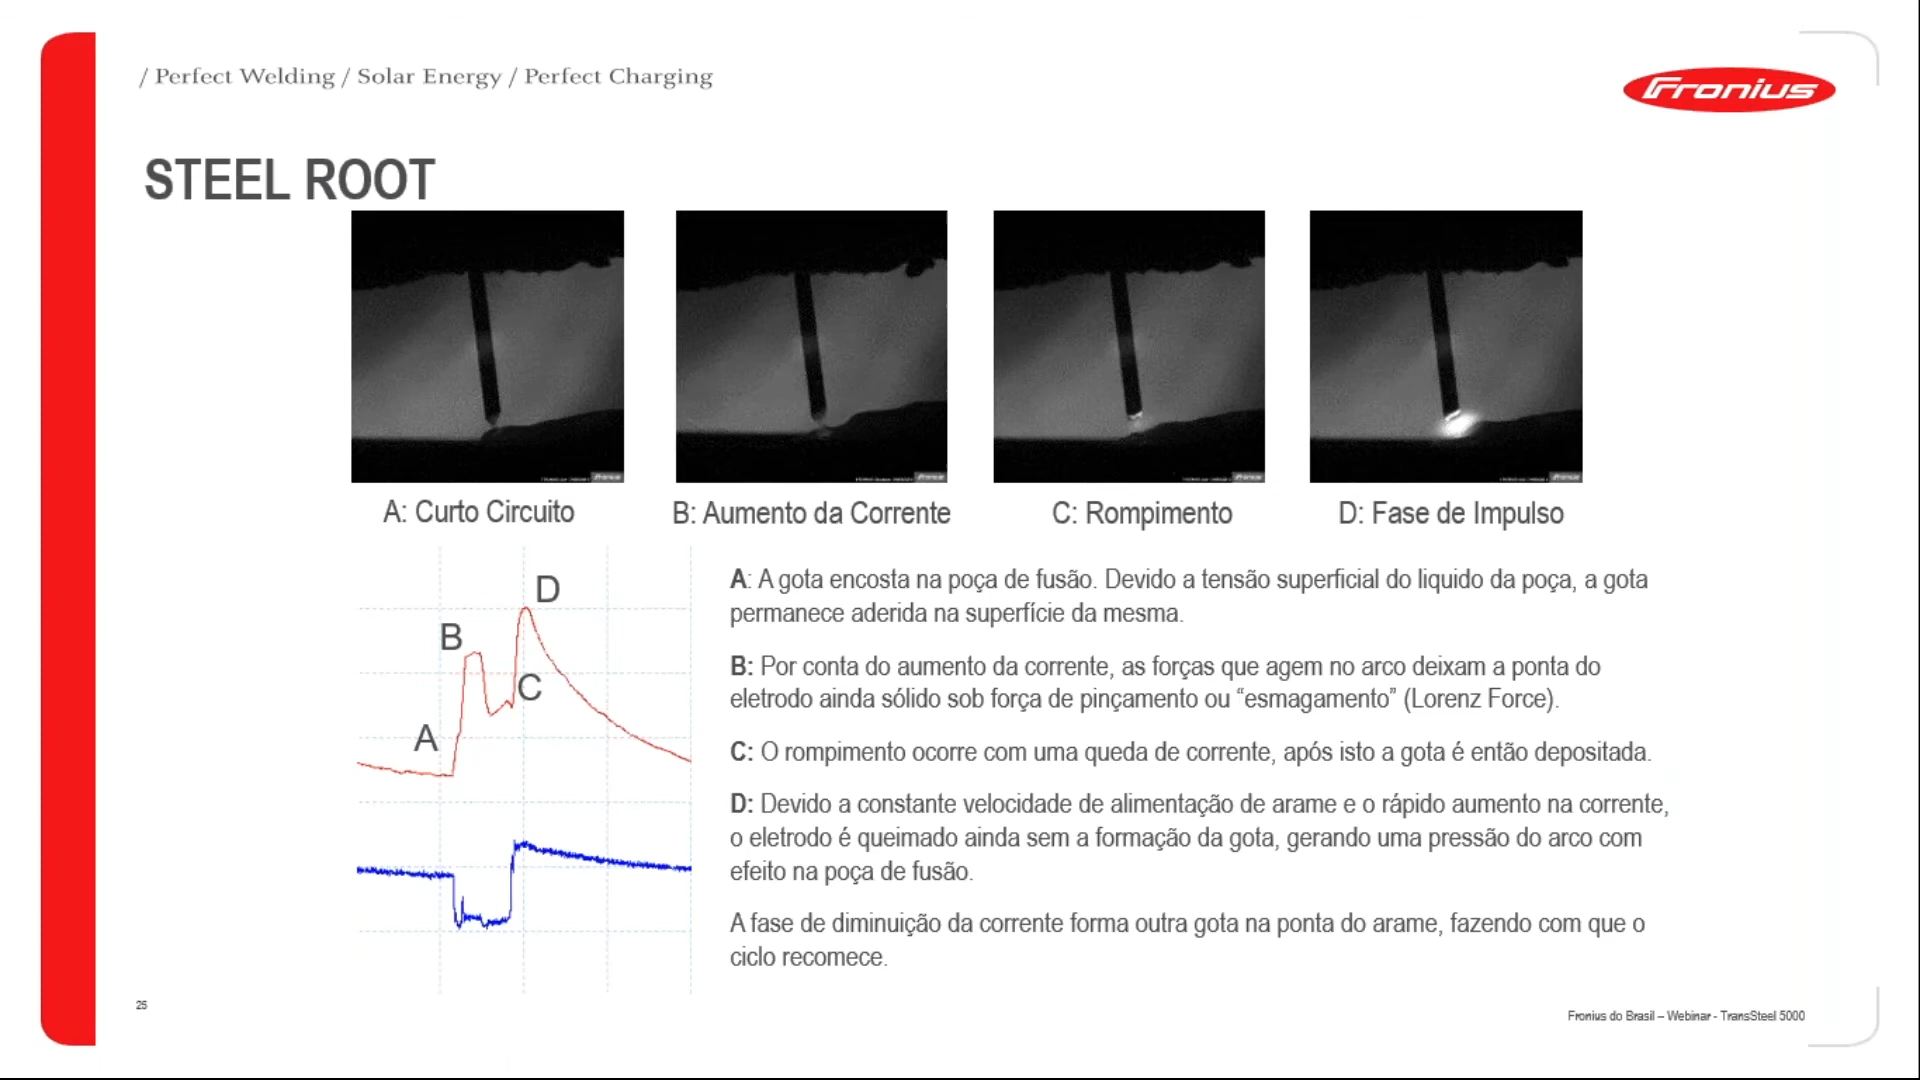 / Perfect Welding / Solar Energy / Perfect Charging
Fronius
STEEL ROOT
A: Curto Circuito
B: Aumento da Corrente
C: Rompimento
D: Fase de Impulso
D
B
C
A
A: A gota encosta na poça de fusão. Devido a tensão superficial do liquido da poça, a gota
permanece aderida na superfície da mesma.
B: Por conta do aumento da corrente, as forças que agem no arco deixam a ponta do
eletrodo ainda sólido sob força de pinçamento ou “esmagamento” (Lorenz Force).
C: O rompimento ocorre com uma queda de corrente, após isto a gota é então depositada.
D: Devido a constante velocidade de alimentação de arame e o rápido aumento na corrente,
o eletrodo é queimado ainda sem a formação da gota, gerando uma pressão do arco com
efeito na poça de fusão.
A fase de diminuição da corrente forma outra gota na ponta do arame, fazendo com que o
ciclo recomece.
25
Fronius do Brasil – Webinar - TransSteel 5000